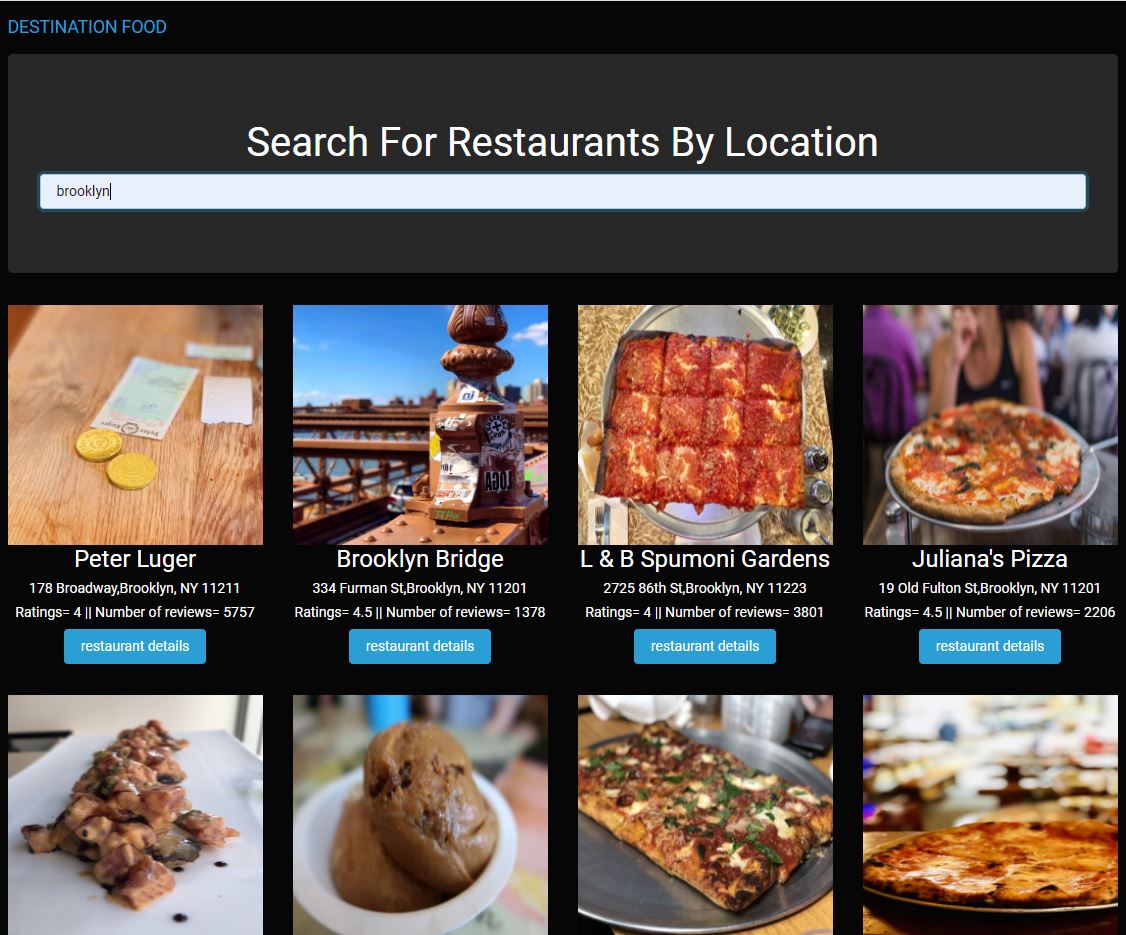 DESTINATION FOOD
Search For Restaurants By Location
brooklyn
Peter Luger
LOCA
Peter Luger
178 Broadway,Brooklyn, NY 11211
Ratings= 4 || Number of reviews= 5757
restaurant details
Brooklyn Bridge
334 Furman St,Brooklyn, NY 11201
Ratings= 4.5 || Number of reviews= 1378
restaurant details
L & B Spumoni Gardens
2725 86th St,Brooklyn, NY 11223
Ratings= 4 || Number of reviews= 3801
restaurant details
Juliana's Pizza
19 Old Fulton St,Brooklyn, NY 11201
Ratings= 4.5 || Number of reviews= 2206
restaurant details